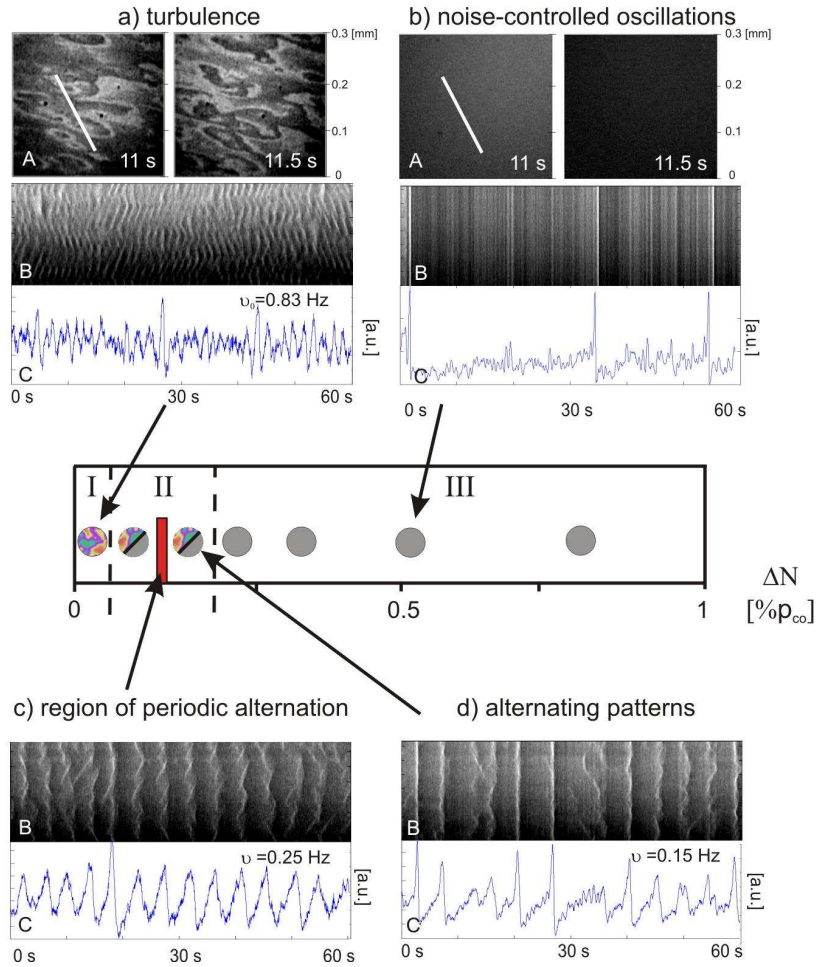 a) turbulence
b) noise-controlled oscillations
0.3 [mm]
0.2
0.1
0
A
11 s
11.5 s
0.3 [mm]
0.2
0.1
0
A
11 s
11.5 s
B
B
υ₀=0.83 Hz
[a.u.]
C
0 s
30 s
60 s
[a.u.]
C
0 s
30 s
60 s
I
II
III
0
0.5
1
ΔN
[%p_co]
c) region of periodic alternation
d) alternating patterns
B
B
υ =0.25 Hz
[a.u.]
C
0 s
30 s
60 s
υ =0.15 Hz
[a.u.]
C
0 s
30 s
60 s